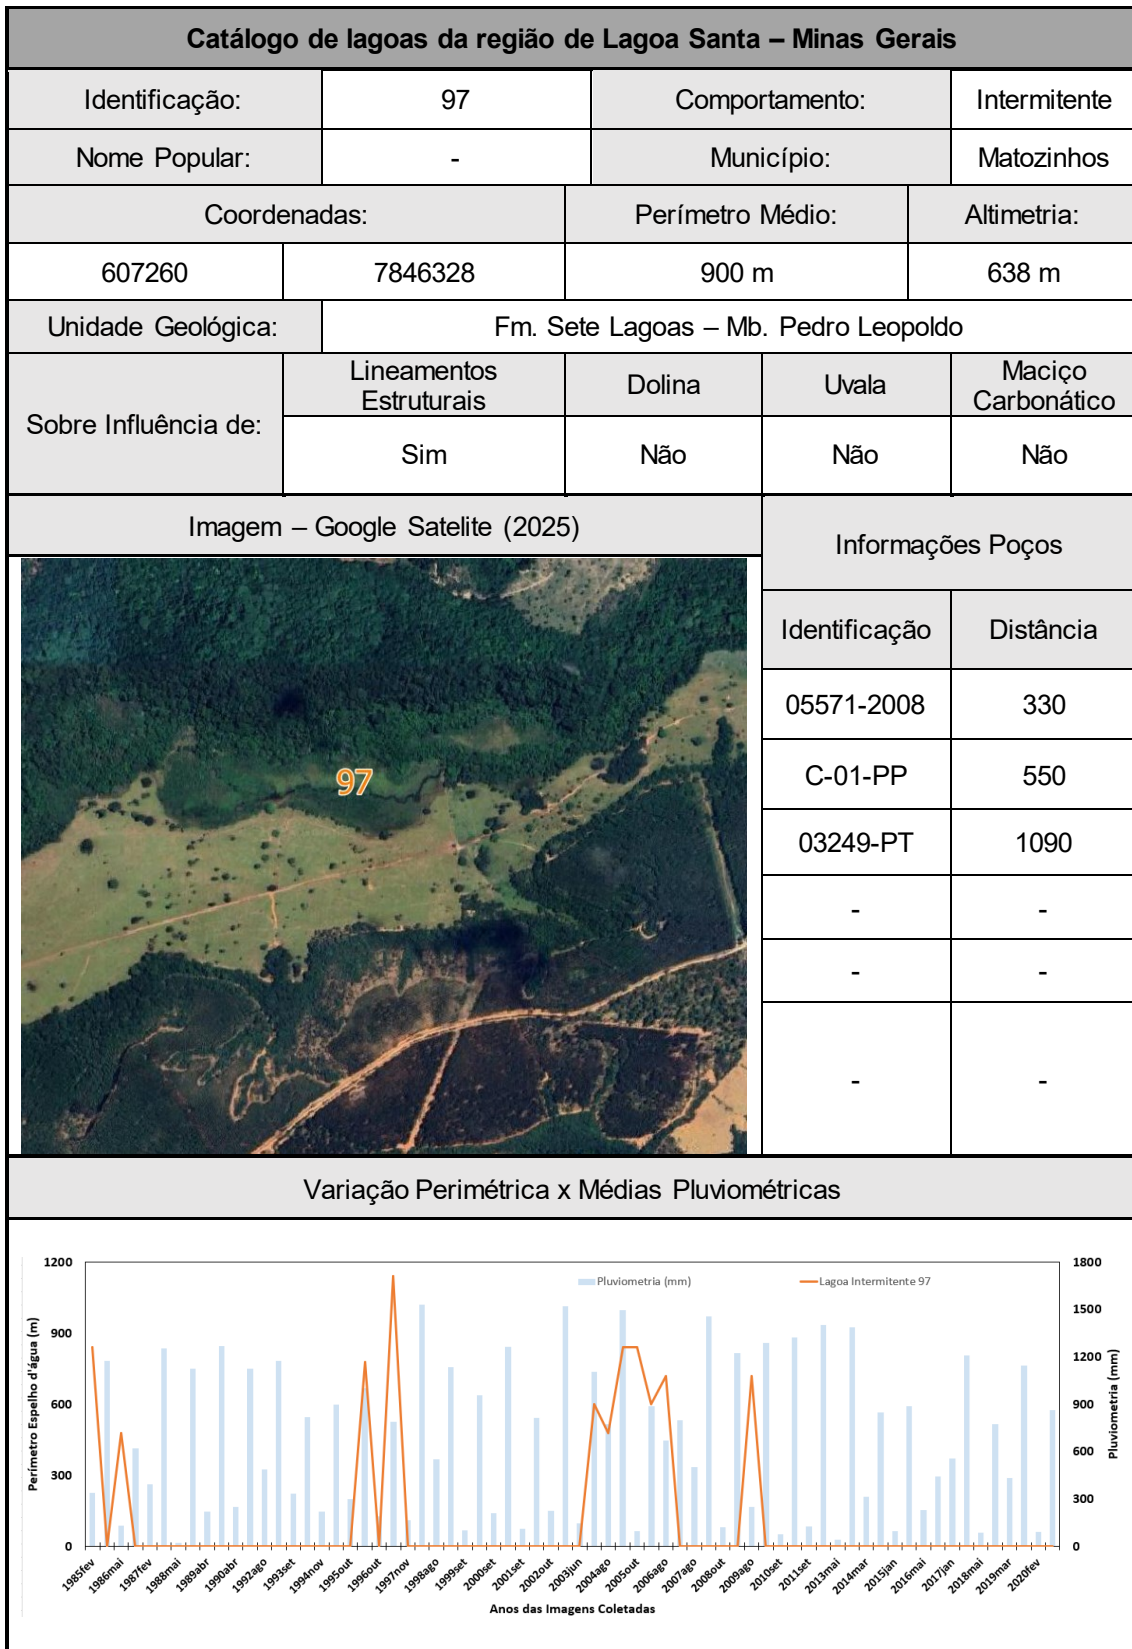 Catálogo de lagoas da região de Lagoa Santa – Minas Gerais
Identificação: 97 Comportamento: Intermitente
Nome Popular: - Município: Matozinhos
Coordenadas: Perímetro Médio: Altimetria:
607260 7846328 900 m 638 m
Unidade Geológica: Fm. Sete Lagoas – Mb. Pedro Leopoldo
Sobre Influência de:
Lineamentos
Estruturais
Dolina
Uvala
Maciço
Carbonático
Sim Não Não Não
Imagem – Google Satelite (2025)
97
Informações Poços
Identificação Distância
05571-2008 330
C-01-PP 550
03249-PT 1090
- -
- -
- -
Variação Perimétrica x Médias Pluviométricas
Perímetro Espelho d'água (m)
1200
900
600
300
0
Pluviometria (mm)
Lagoa Intermitente 97
1800
1500
1200
900
600
300
0
Pluviometria (mm)
1985fev
1986mai
1987fev
1988mai
1989abr
1990abr
1992ago
1993set
1994nov
1995out
1996out
1997nov
1998ago
1999set
2000set
2001set
2002out
2003jun
2004ago
2005out
2006ago
2007ago
2008out
2009ago
2010set
2011set
2013mai
2014mar
2015jan
2016mai
2017jan
2018mai
2019mar
2020fev
Anos das Imagens Coletadas